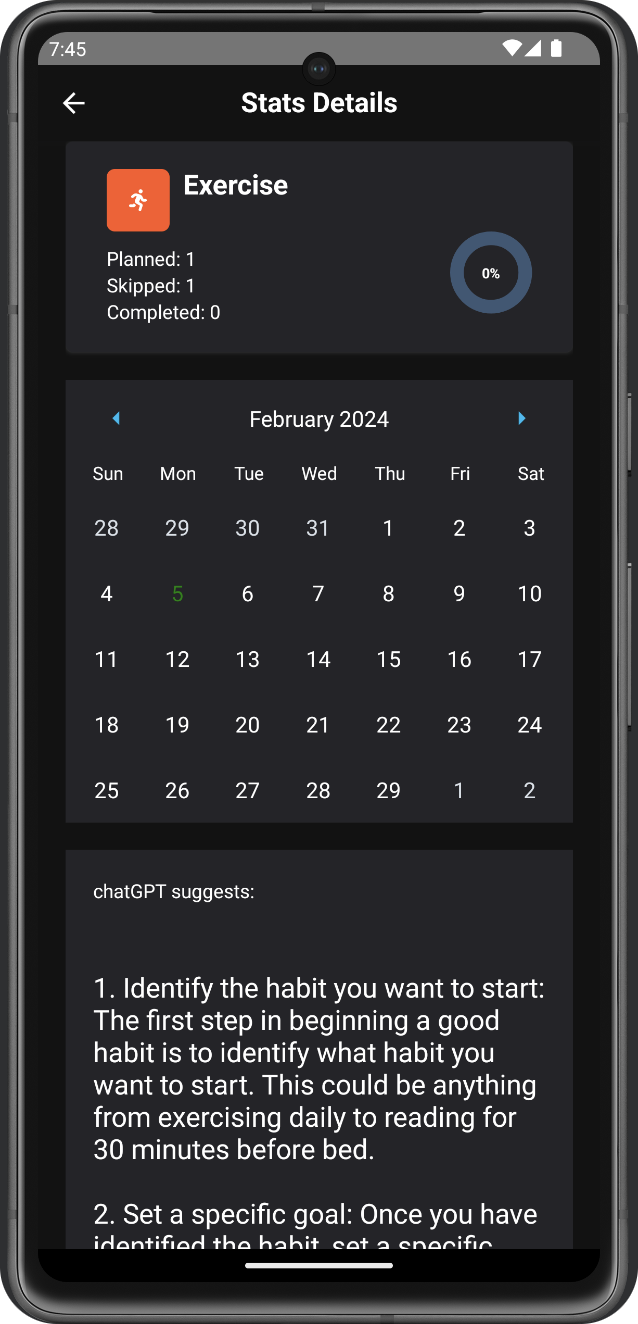 7:45
Stats Details
Exercise
Planned: 1
Skipped: 1
Completed: 0
0%
February 2024
Sun Mon Tue Wed Thu Fri Sat
28 29 30 31 1 2 3
4 5 6 7 8 9 10
11 12 13 14 15 16 17
18 19 20 21 22 23 24
25 26 27 28 29 1 2
chatGPT suggests:
1. Identify the habit you want to start:
The first step in beginning a good
habit is to identify what habit you
want to start. This could be anything
from exercising daily to reading for
30 minutes before bed.
2. Set a specific goal: Once you have
identified the habit, set a specific